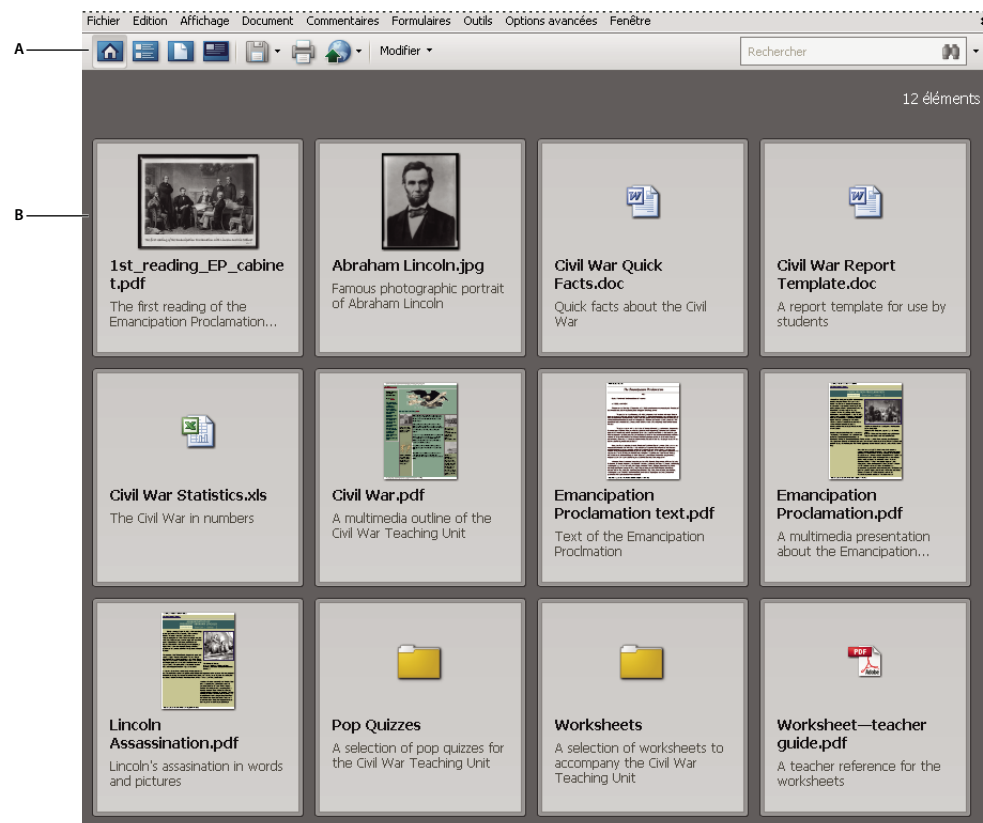 Fichier Edition Affichage Document Commentaires Formulaires Outils Options avancées Fenêtre
A
Modifier
Rechercher
12 éléments
B
1st_reading_EP_cabine
t.pdf
The first reading of the
Emancipation Proclamation...
Abraham Lincoln.jpg
Famous photographic portrait
of Abraham Lincoln
Civil War Quick
Facts.doc
Quick facts about the Civil
War
Civil War Report
Template.doc
A report template for use by
students
Civil War Statistics.xls
The Civil War in numbers
Civil War.pdf
A multimedia outline of the
Civil War Teaching Unit
Emancipation
Proclamation text.pdf
Text of the Emancipation
Proclmation
Emancipation
Proclamation.pdf
A multimedia presentation
about the Emancipation...
Lincoln
Assassination.pdf
Lincoln's assasination in words
and pictures
Pop Quizzes
A selection of pop quizzes for
the Civil War Teaching Unit
Worksheets
A selection of worksheets to
accompany the Civil War
Teaching Unit
PDF
Adobe
Worksheet—teacher
guide.pdf
A teacher reference for the
worksheets